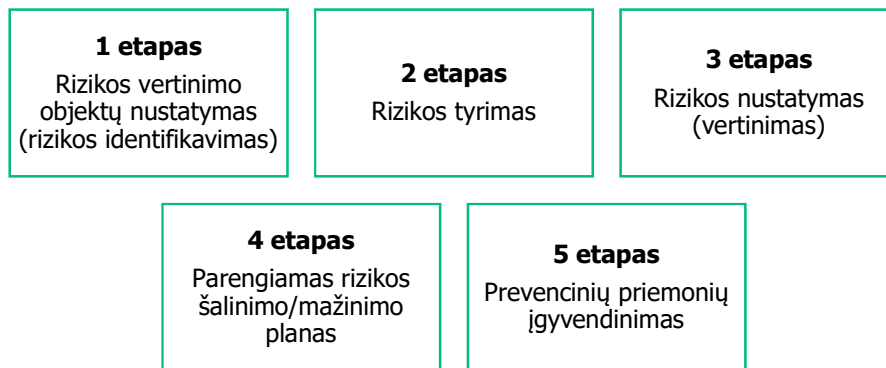 1 etapas
Rizikos vertinimo
objektų nustatymas
(rizikos identifikavimas)
2 etapas
Rizikos tyrimas
3 etapas
Rizikos nustatymas
(vertinimas)
4 etapas
Parengiamas rizikos
šalinimo/mažinimo
planas
5 etapas
Prevencinių priemonių
įgyvendinimas